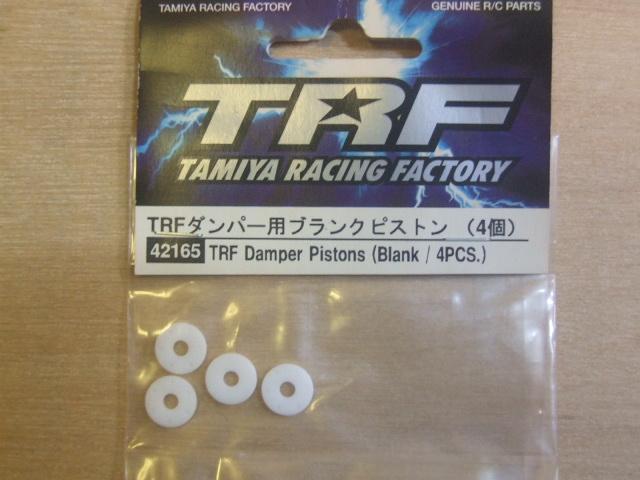 TAMIYA RACING FACTORY
GENUINE R/C PARTS
TRF
TAMIYA RACING FACTORY
TRFダンパー用ブランクピストン (4個)
42165 TRF Damper Pistons (Blank / 4PCS.)